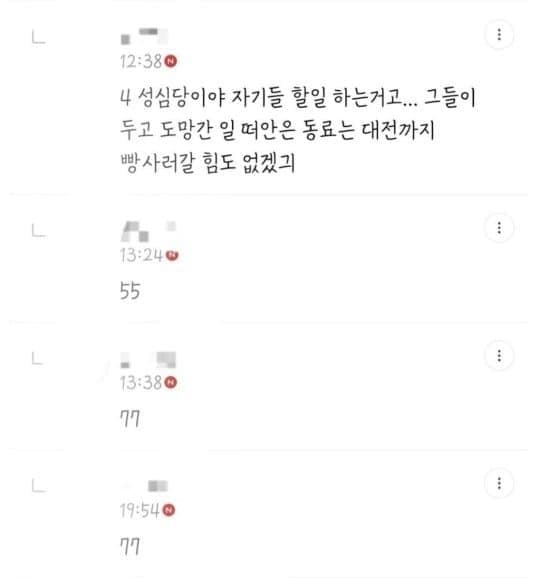 12:38 N
4 성심당이야 자기들 할일 하는거고... 그들이
두고 도망간 일 떠안은 동료는 대전까지
빵사러갈 힘도 없겠긔
13:24 N
55
13:38 N
77
19:54 N
77